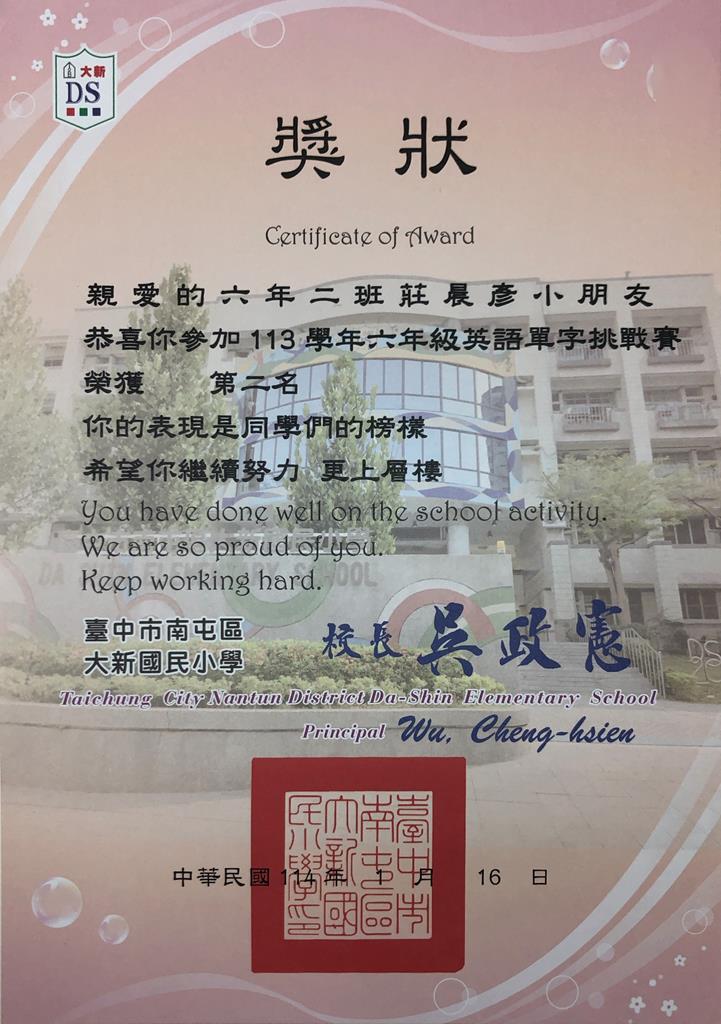 大新
DS
獎狀
Certificate of Award
親愛的六年二班莊晨彥小朋友
恭喜你參加113學年六年級英語單字挑戰賽
榮獲 第二名
你的表現是同學們的榜樣
希望你繼續努力 更上層樓
You have done well on the school activity.
We are so proud of you.
Keep working hard.
臺中市南屯區
大新國民小學
校長 吳政憲
Taichung City Nantun District Da-Shin Elementary School
Principal Wu, Cheng-hsien
臺中市南屯區大新國民小學印
中華民國 114 年 1 月 16 日